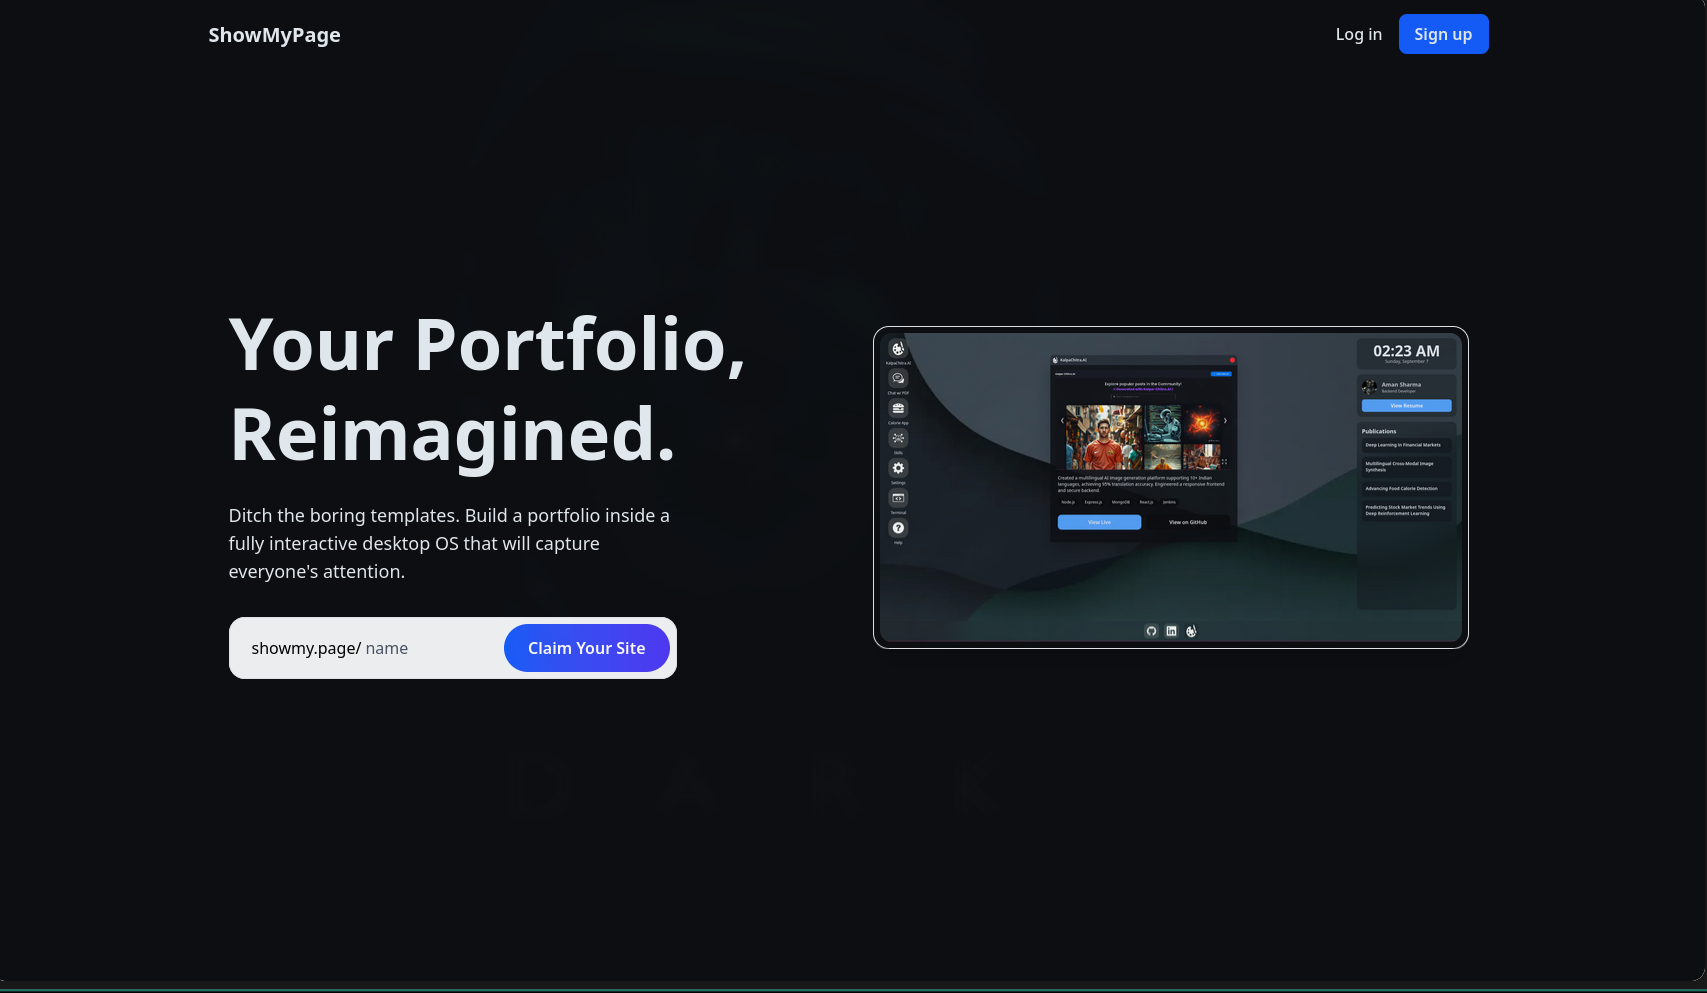 ShowMyPage
Log in
Sign up
Your Portfolio,
Reimagined.
Ditch the boring templates. Build a portfolio inside a
fully interactive desktop OS that will capture
everyone's attention.
showmy.page/ name
Claim Your Site
KalpaChitra.AI
Chat w/ PDF
Calorie App
Skills
Settings
Terminal
Help
KalpaChitra.AI
Explore popular posts in the Community!
Created a multilingual AI image generation platform supporting 10+ Indian
languages, achieving 95% translation accuracy. Engineered a responsive frontend
and secure backend.
Node.js
Express.js
MongoDB
React.js
Jenkins
View Live
View on GitHub
02:23 AM
Sunday, September 7
Aman Sharma
Backend Developer
View Resume
Publications
Deep Learning in Financial Markets
Multilingual Cross-Modal Image
Synthesis
Advancing Food Calorie Detection
Predicting Stock Market Trends Using
Deep Reinforcement Learning
D A R K